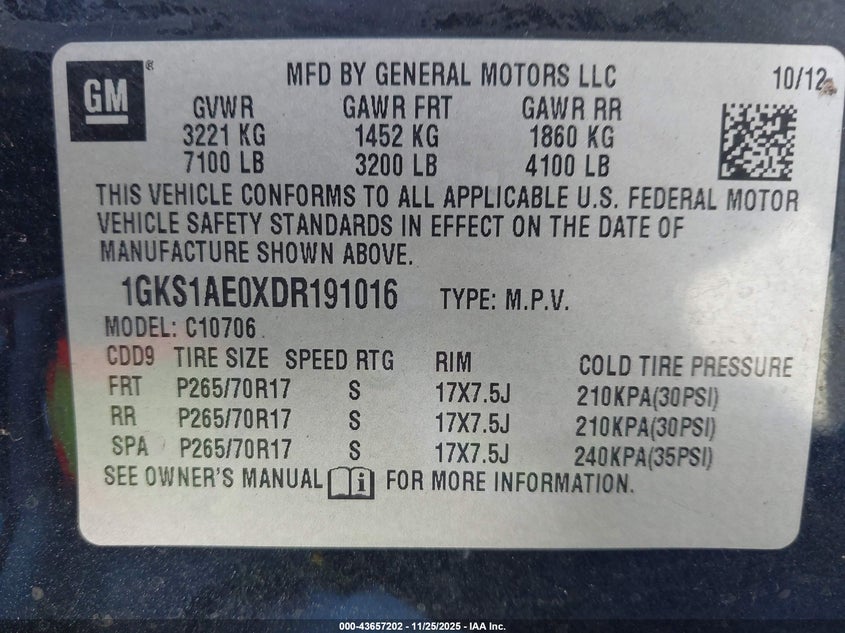 GM ®
MFD BY GENERAL MOTORS LLC 10/12
GVWR GAWR FRT GAWR RR
3221 KG 1452 KG 1860 KG
7100 LB 3200 LB 4100 LB
THIS VEHICLE CONFORMS TO ALL APPLICABLE U.S. FEDERAL MOTOR
VEHICLE SAFETY STANDARDS IN EFFECT ON THE DATE OF
MANUFACTURE SHOWN ABOVE.
1GKS1AE0XDR191016 TYPE: M.P.V.
MODEL: C10706
CDD9 TIRE SIZE SPEED RTG RIM COLD TIRE PRESSURE
FRT P265/70R17 S 17X7.5J 210KPA(30PSI)
RR P265/70R17 S 17X7.5J 210KPA(30PSI)
SPA P265/70R17 S 17X7.5J 240KPA(35PSI)
SEE OWNER'S MANUAL i FOR MORE INFORMATION.
000-43657202 - 11/25/2025 - IAA Inc.